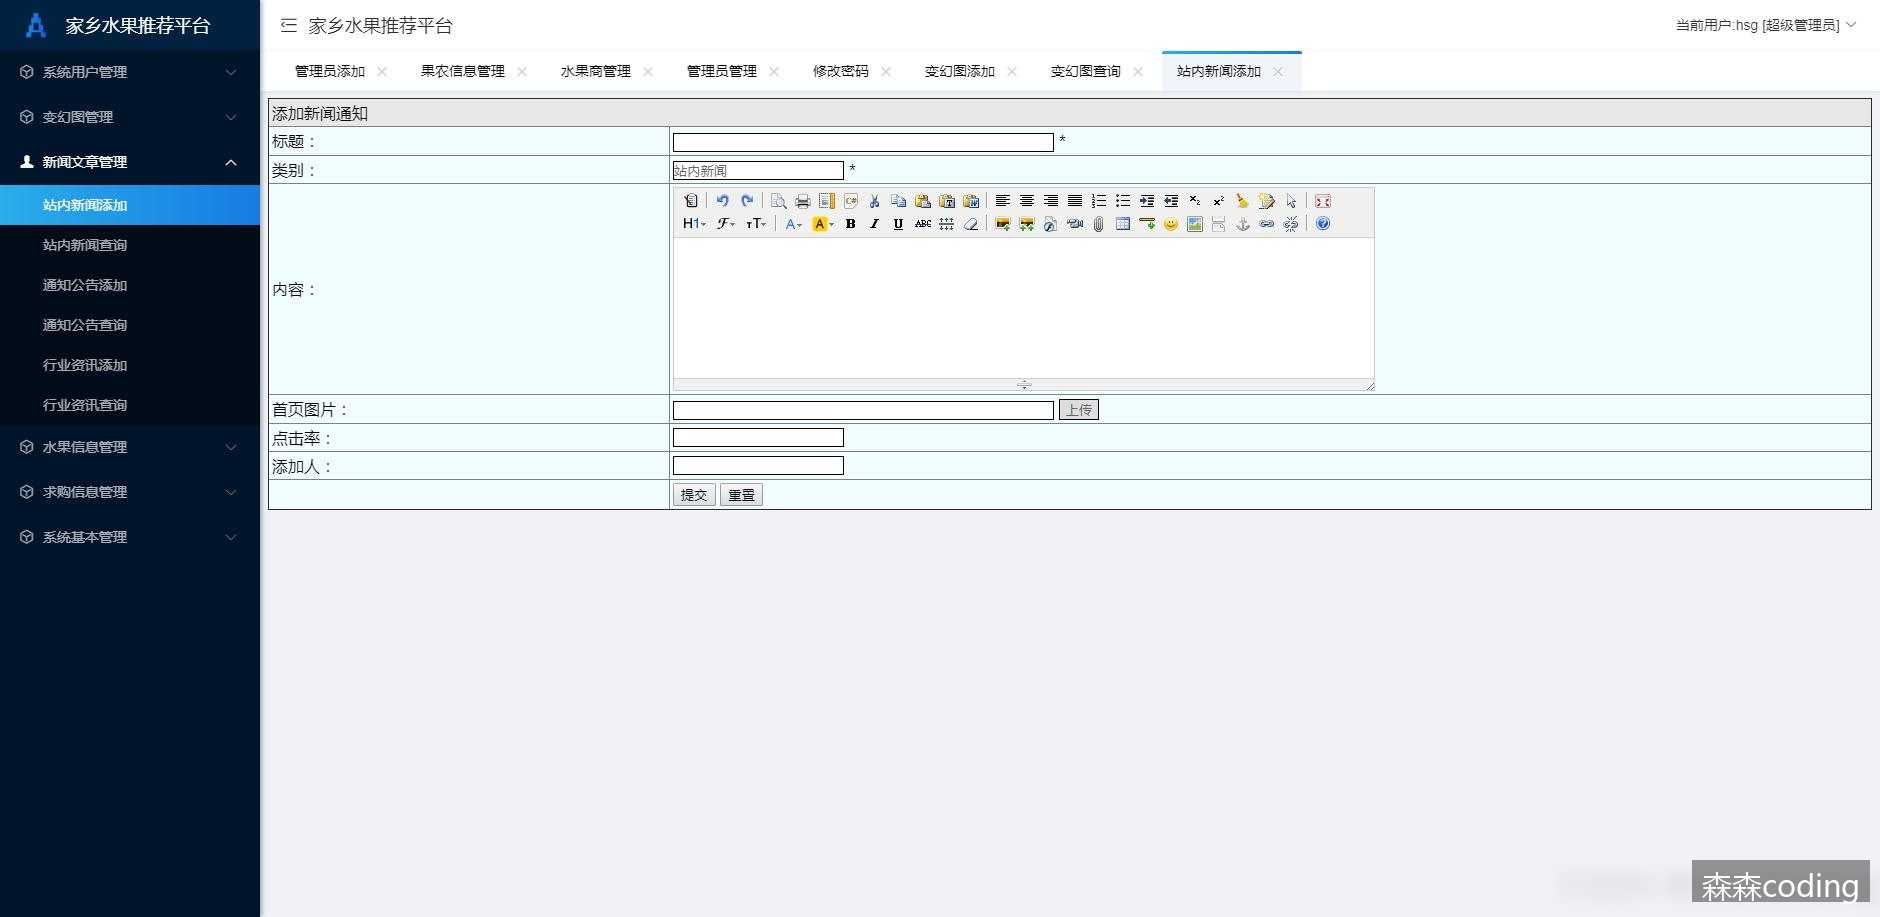 家乡水果推荐平台
家乡水果推荐平台
当前用户:hsg [超级管理员]
系统用户管理
变幻图管理
新闻文章管理
站内新闻添加
站内新闻查询
通知公告添加
通知公告查询
行业资讯添加
行业资讯查询
水果信息管理
求购信息管理
系统基本管理
管理员添加 果农信息管理 水果商管理 管理员管理 修改密码 变幻图添加 变幻图查询 站内新闻添加
添加新闻通知
标题： *
类别： 站内新闻 *
H1 F TT A A B I U ABC
内容：
首页图片： 上传
点击率：
添加人：
提交 重置
森森coding